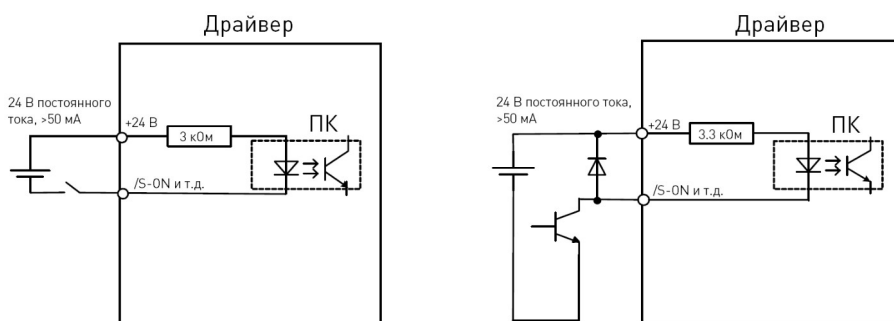 Драйвер
24 В постоянного
тока, >50 мА
+24 В
3 кОм
ПК
/S-ON и т.д.
Драйвер
24 В постоянного тока,
>50 мА
+24 В
3.3 кОм
ПК
/S-ON и т.д.